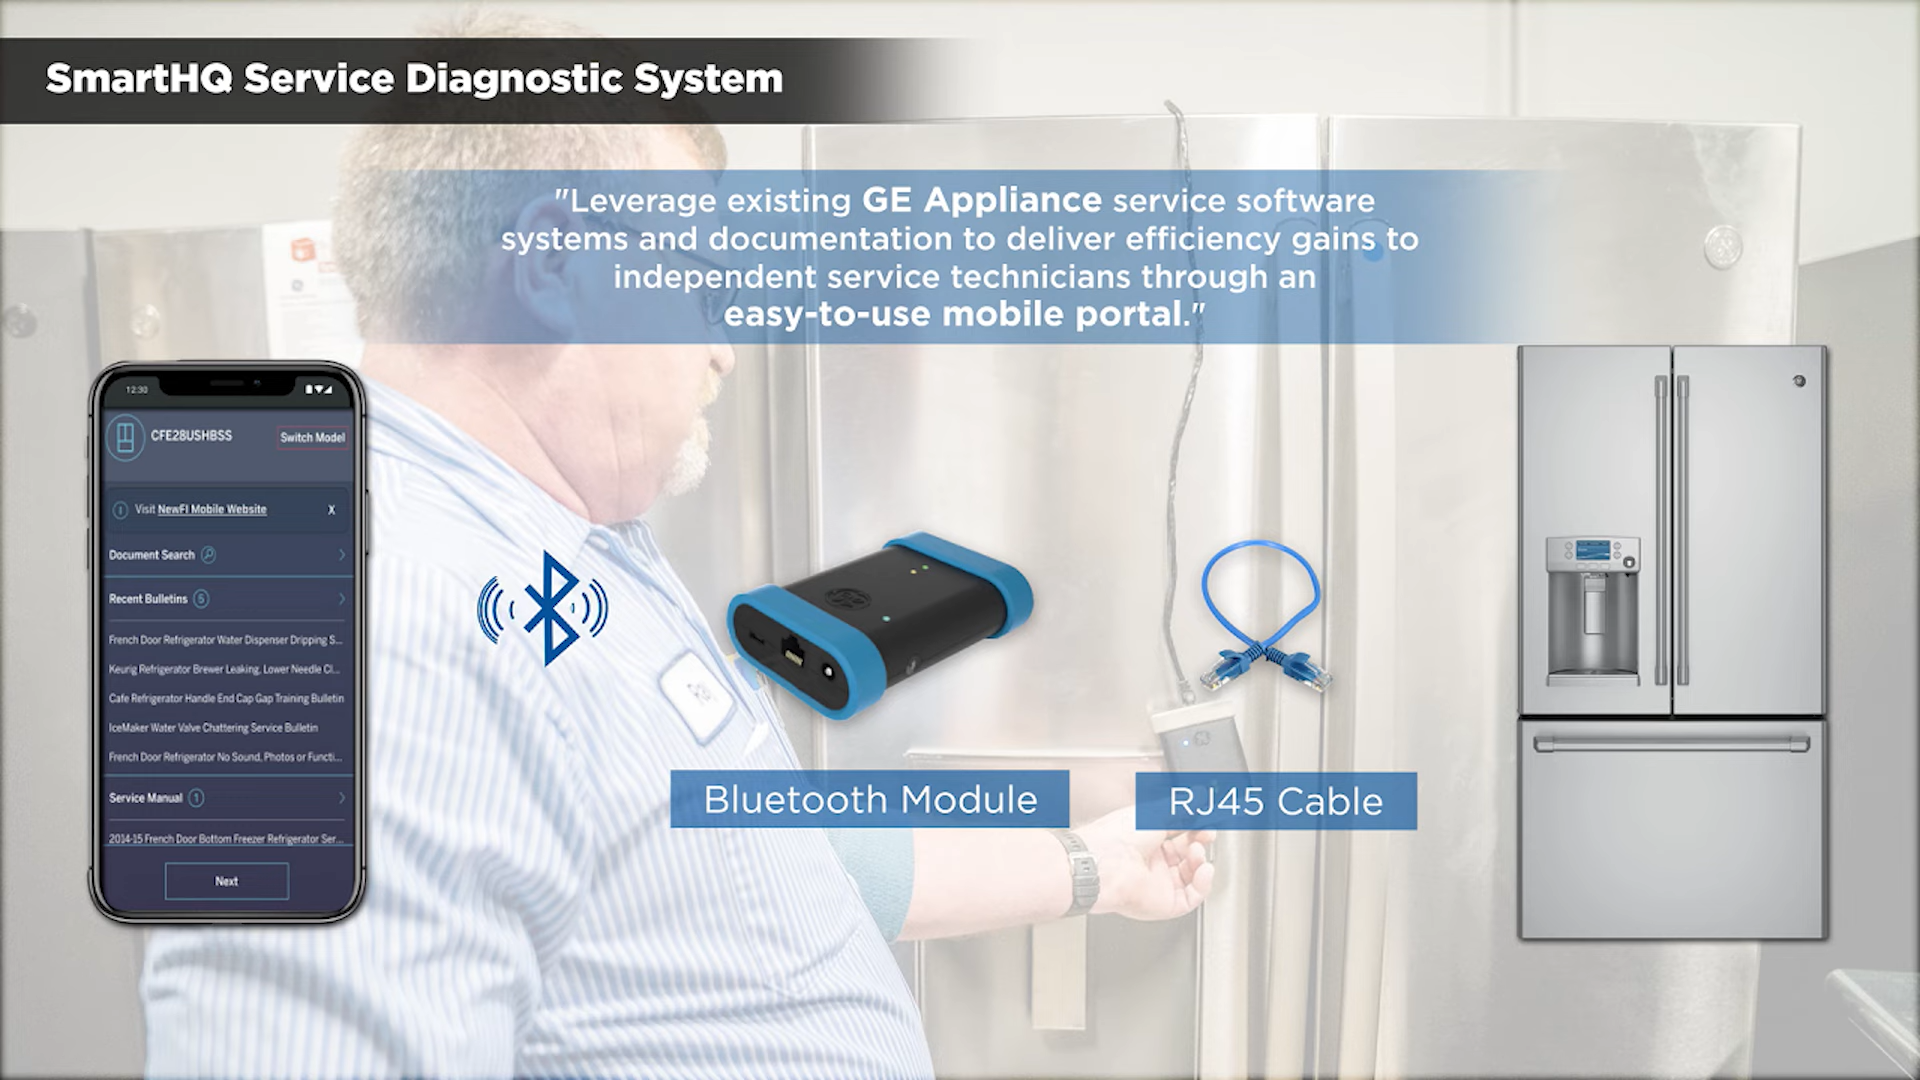 SmartHQ Service Diagnostic System
"Leverage existing GE Appliance service software
systems and documentation to deliver efficiency gains to
independent service technicians through an
easy-to-use mobile portal."
12:30
CFE28USHBSS
Switch Model
Visit NewFI Mobile Website
X
Document Search
Recent Bulletins 5
French Door Refrigerator Water Dispenser Dripping S...
Keurig Refrigerator Brewer Leaking, Lower Needle Cl...
Cafe Refrigerator Handle End Cap Gap Training Bulletin
IceMaker Water Valve Chattering Service Bulletin
French Door Refrigerator No Sound, Photos or Functi...
Service Manual 1
2014-15 French Door Bottom Freezer Refrigerator Ser...
Next
Bluetooth Module
RJ45 Cable